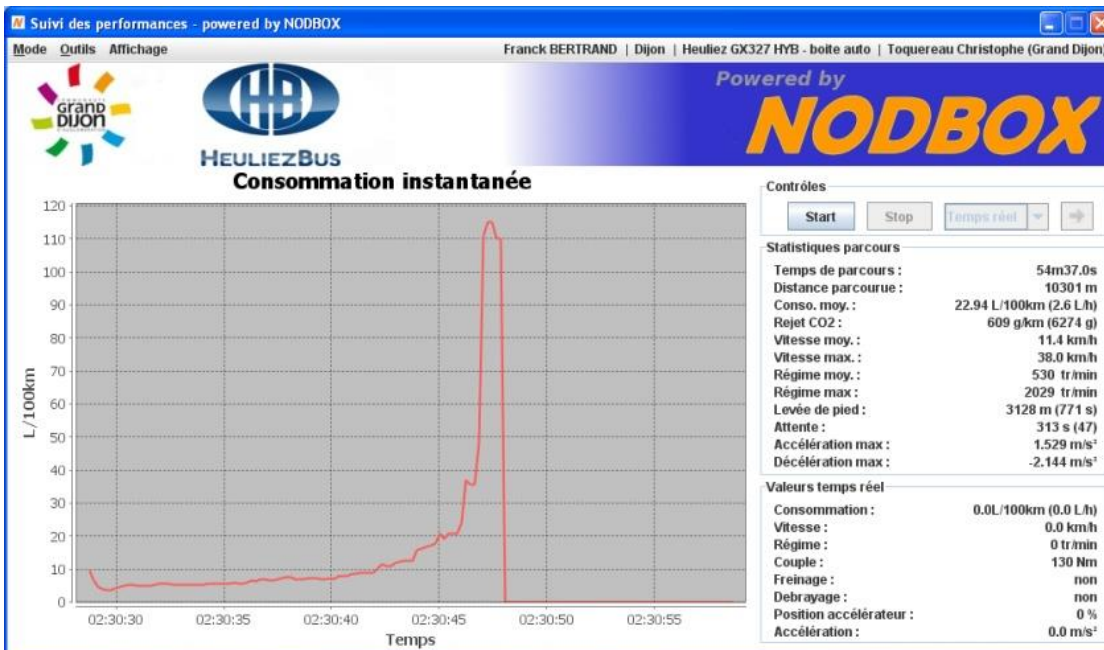 Suivi des performances - powered by NODBOX
Mode Outils Affichage
Franck BERTRAND | Dijon | Heuliez GX327 HYB - boite auto | Toquereau Christophe (Grand Dijon)
GRAND
DIJON
HB
HEULIEZBUS
Powered by
NODBOX
Consommation instantanée
120
110
100
90
80
70
60
50
40
30
20
10
0
L/100km
02:30:30 02:30:35 02:30:40 02:30:45 02:30:50 02:30:55
Temps
Contrôles
Start Stop Temps réel
Statistiques parcours
Temps de parcours : 54m37.0s
Distance parcourue : 10301 m
Conso. moy. : 22.94 L/100km (2.6 L/h)
Rejet CO2 : 609 g/km (6274 g)
Vitesse moy. : 11.4 km/h
Vitesse max. : 38.0 km/h
Régime moy. : 530 tr/min
Régime max : 2029 tr/min
Levée de pied : 3128 m (771 s)
Attente : 313 s (47)
Accélération max : 1.529 m/s²
Décélération max : -2.144 m/s²
Valeurs temps réel
Consommation : 0.0L/100km (0.0 L/h)
Vitesse : 0.0 km/h
Régime : 0 tr/min
Couple : 130 Nm
Freinage : non
Debrayage : non
Position accélérateur : 0 %
Accélération : 0.0 m/s²